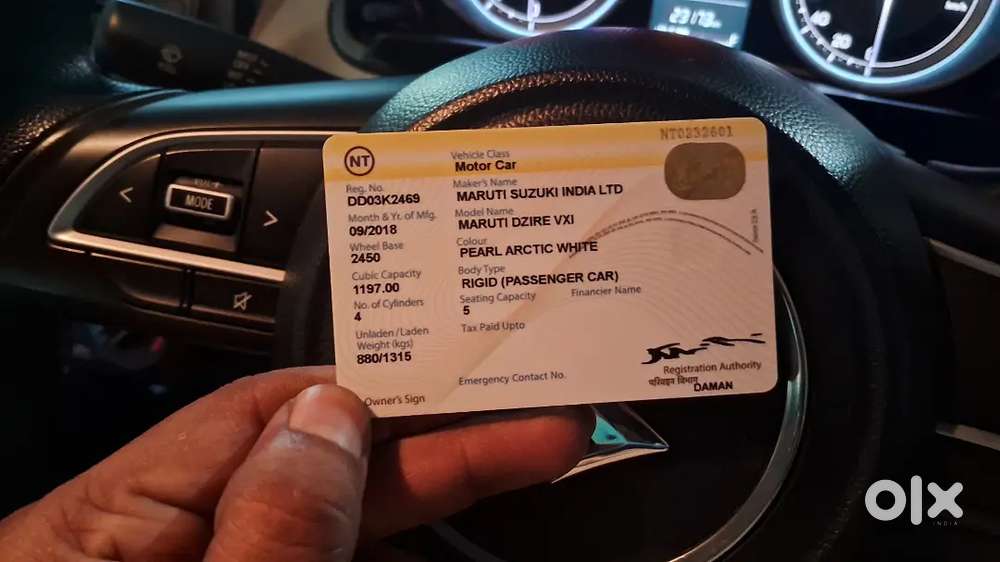 23173
MODE
NT0232601
NT
Vehicle Class
Motor Car
Reg. No.
DD03K2469
Maker's Name
MARUTI SUZUKI INDIA LTD
Month & Yr. of Mfg.
09/2018
Model Name
MARUTI DZIRE VXI
Wheel Base
2450
Colour
PEARL ARCTIC WHITE
Cubic Capacity
1197.00
Body Type
RIGID (PASSENGER CAR)
No. of Cylinders
4
Seating Capacity
5
Financier Name
Unladen/Laden
Weight (kgs)
880/1315
Tax Paid Upto
Registration Authority
परिवहन विभाग
DAMAN
Emergency Contact No.
Owner's Sign
olx
INDIA